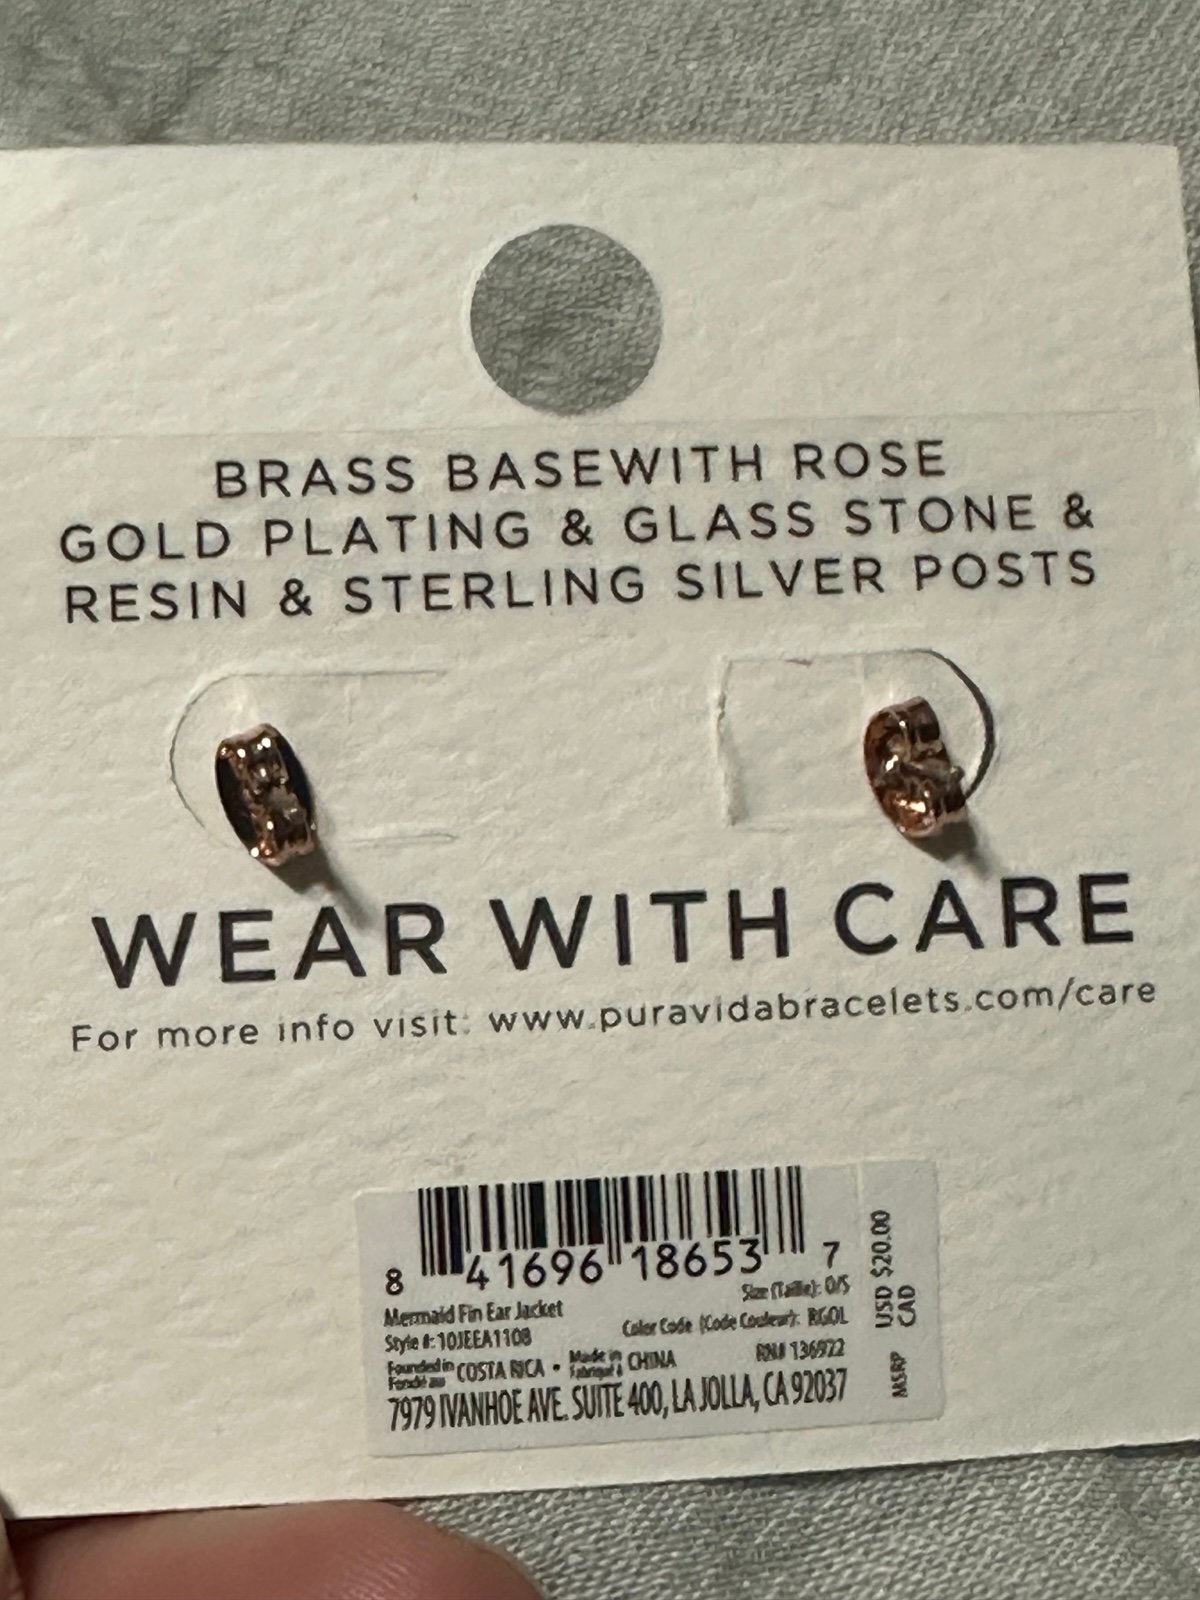 BRASS BASEWITH ROSE
GOLD PLATING & GLASS STONE &
RESIN & STERLING SILVER POSTS
WEAR WITH CARE
For more info visit: www.puravidabracelets.com/care
8 41696 18653 7
Size (Taille): O/S
Mermaid Fin Ear Jacket
Color Code (Code Couleur): RGOL
Style #: 10JEEA1108
RN# 136922
Founded in
Fondé au
COSTA RICA •
Made in
Fabriqué à
CHINA
7979 IVANHOE AVE. SUITE 400, LA JOLLA, CA 92037
MSRP
USD $20.00
CAD